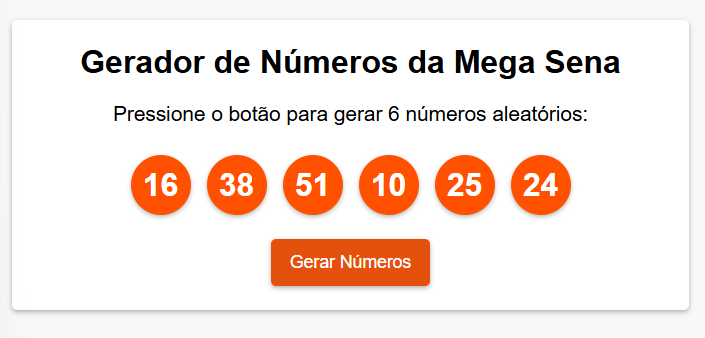 Gerador de Números da Mega Sena
Pressione o botão para gerar 6 números aleatórios:
16 38 51 10 25 24
Gerar Números